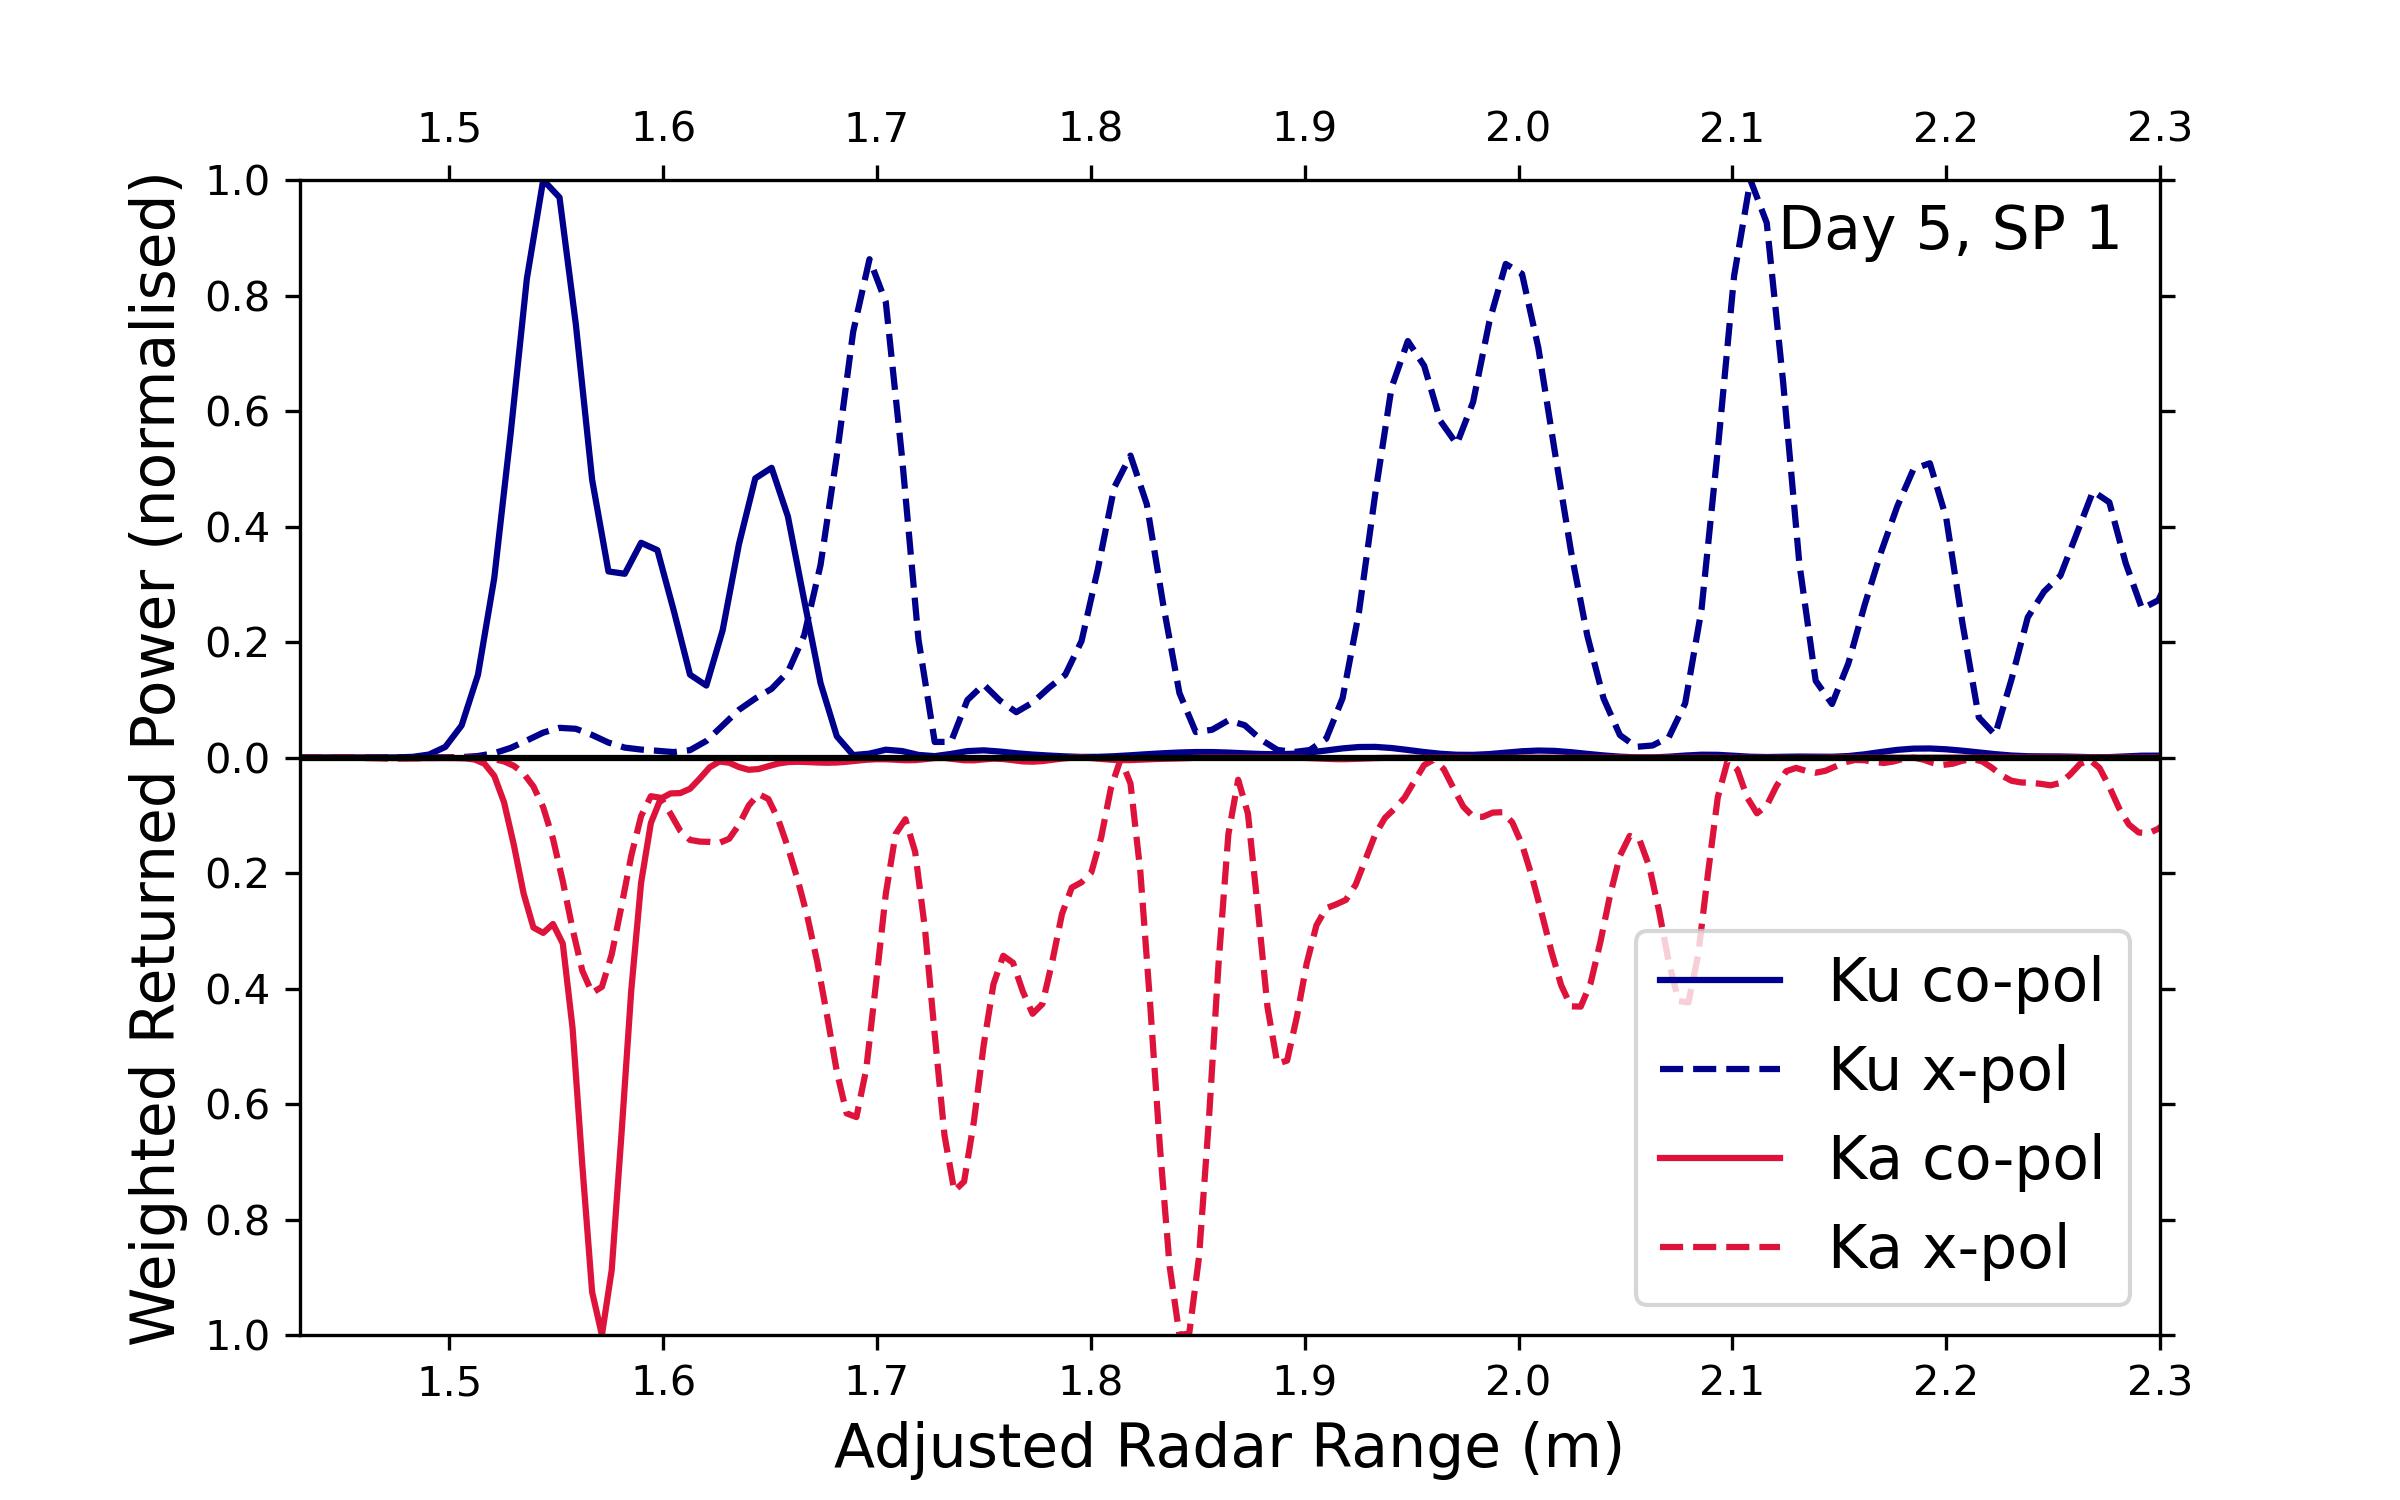 1.5 1.6 1.7 1.8 1.9 2.0 2.1 2.2 2.3
Day 5, SP 1
Weighted Returned Power (normalised)
1.0
0.8
0.6
0.4
0.2
0.0
0.2
0.4
0.6
0.8
1.0
Ku co-pol
Ku x-pol
Ka co-pol
Ka x-pol
1.5 1.6 1.7 1.8 1.9 2.0 2.1 2.2 2.3
Adjusted Radar Range (m)